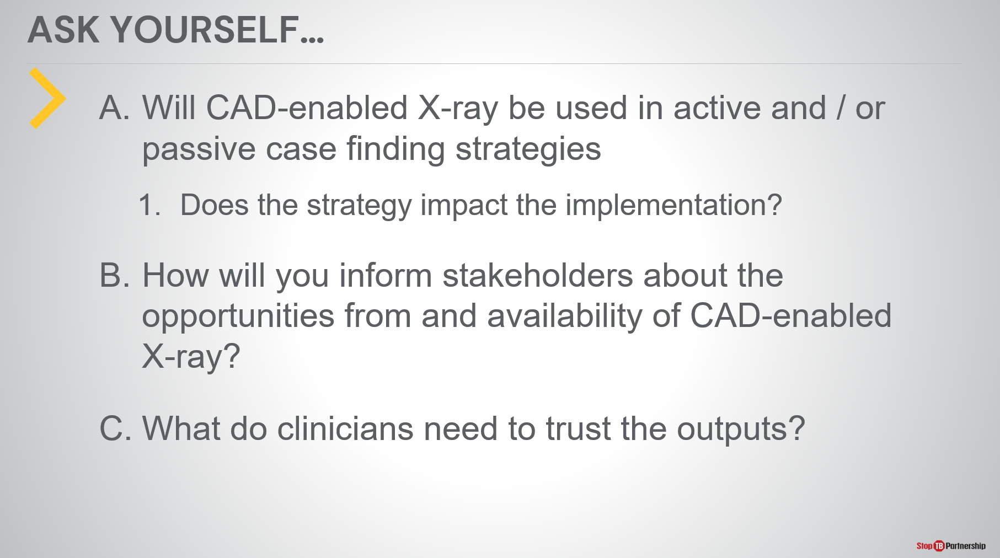 ASK YOURSELF...
A. Will CAD-enabled X-ray be used in active and / or
passive case finding strategies
1. Does the strategy impact the implementation?
B. How will you inform stakeholders about the
opportunities from and availability of CAD-enabled
X-ray?
C. What do clinicians need to trust the outputs?
Stop TB Partnership